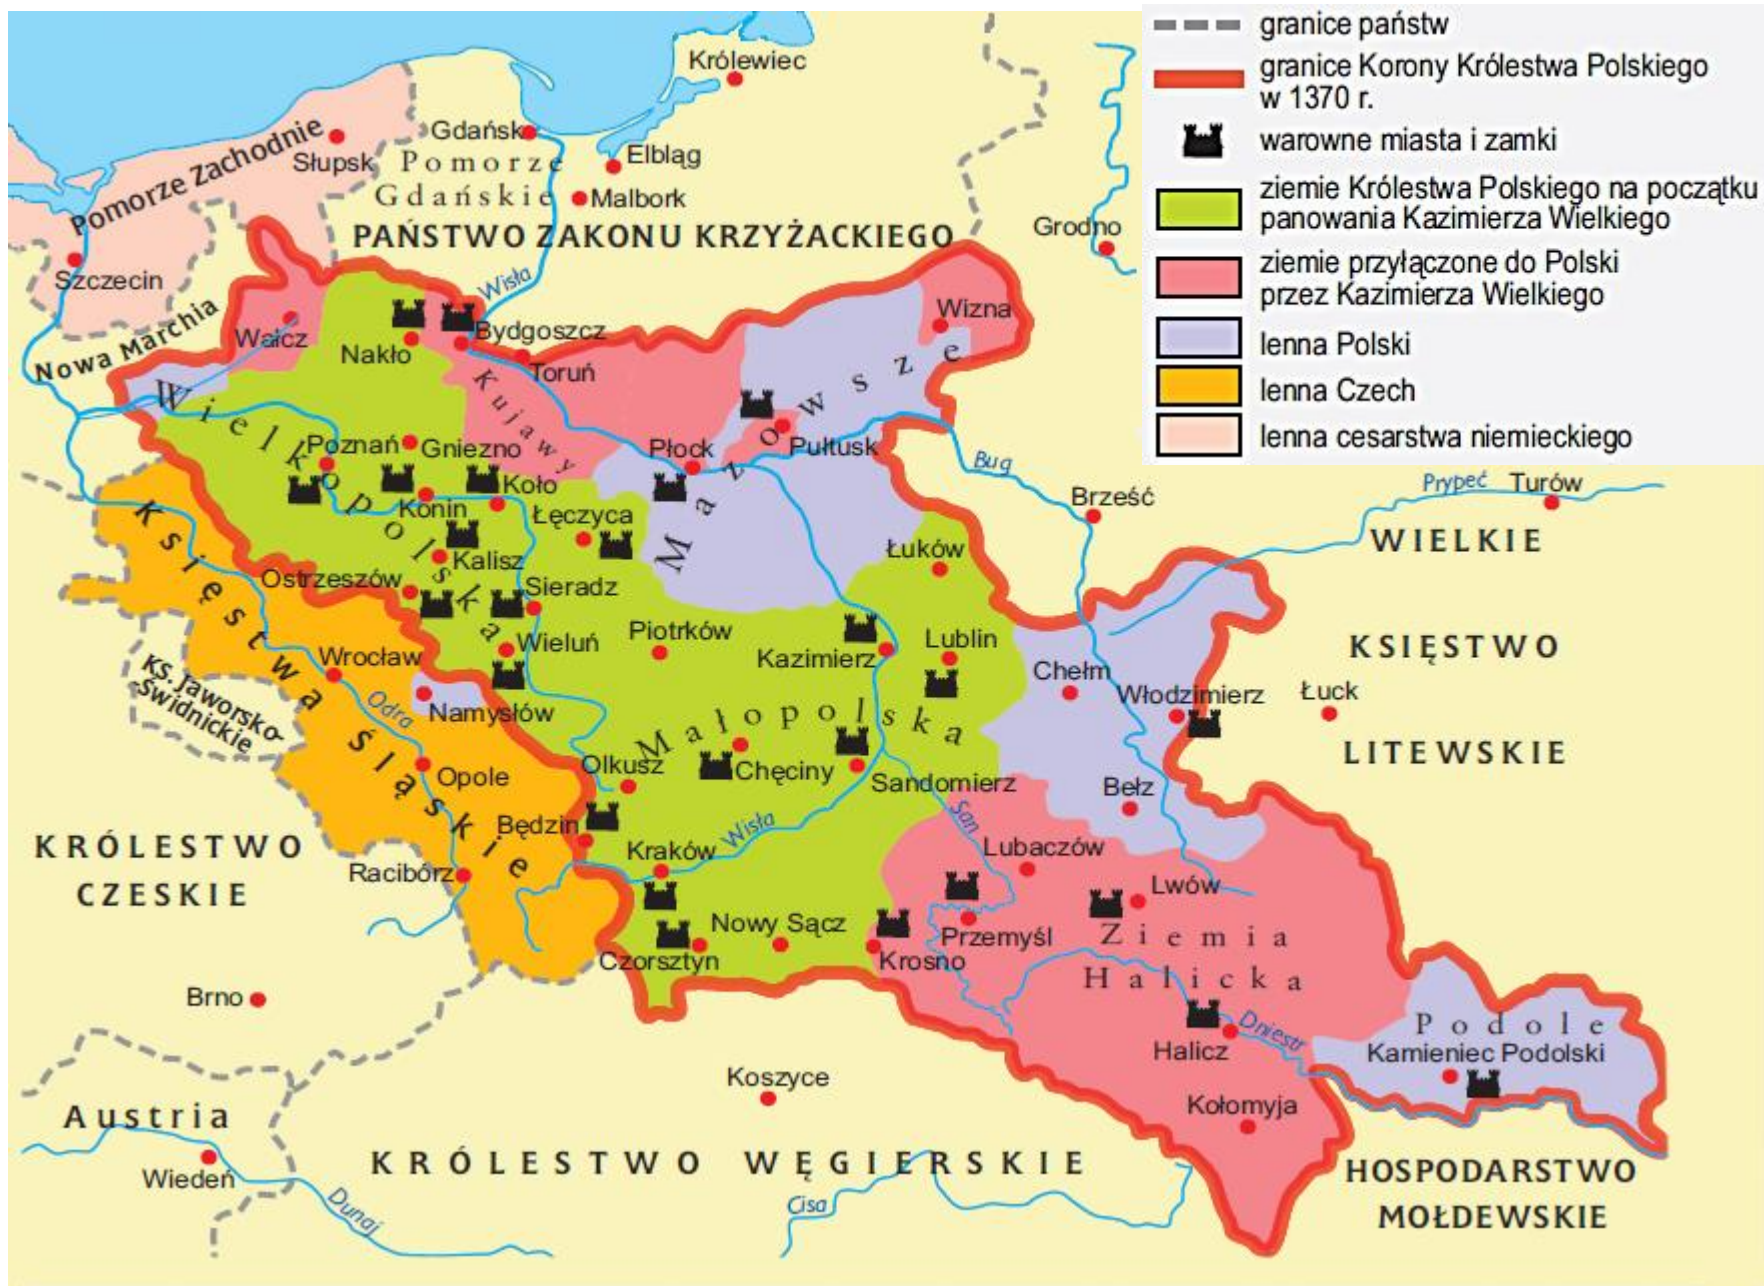 granice państw
granice Korony Królestwa Polskiego
w 1370 r.
warowne miasta i zamki
ziemie Królestwa Polskiego na początku
panowania Kazimierza Wielkiego
ziemie przyłączone do Polski
przez Kazimierza Wielkiego
lenna Polski
lenna Czech
lenna cesarstwa niemieckiego
Królewiec
Gdańsk
Pomorze Zachodnie
Słupsk
Pomorze
Gdańskie
Elbląg
Malbork
PAŃSTWO ZAKONU KRZYŻACKIEGO
Grodno
Szczecin
Wisła
Nowa Marchia
Wałcz
Nakło
Bydgoszcz
Toruń
Wizna
Kujawy
Wielkopolska
Mazowsze
Poznań
Gniezno
Płock
Pułtusk
Bug
Koło
Konin
Łęczyca
Brześć
Prypeć
Turów
WIELKIE
KSIĘSTWO
LITEWSKIE
Kalisz
Łuków
Ostrzeszów
Sieradz
Księstwa Śląskie
Wieluń
Piotrków
Kazimierz
Lublin
Wrocław
KS. Jaworsko-
-Świdnickie
Odra
Namysłów
Chełm
Włodzimierz
Łuck
Małopolska
Olkusz
Chęciny
Sandomierz
Opole
Bełz
San
Będzin
Wisła
KRÓLESTWO
CZESKIE
Racibórz
Kraków
Lubaczów
Lwów
Nowy Sącz
Czorsztyn
Krosno
Przemyśl
Ziemia
Halicka
Brno
Halicz
Dniestr
Podole
Kamieniec Podolski
Koszyce
Kołomyja
Austria
Wiedeń
Dunaj
KRÓLESTWO WĘGIERSKIE
Cisa
HOSPODARSTWO
MOŁDEWSKIE